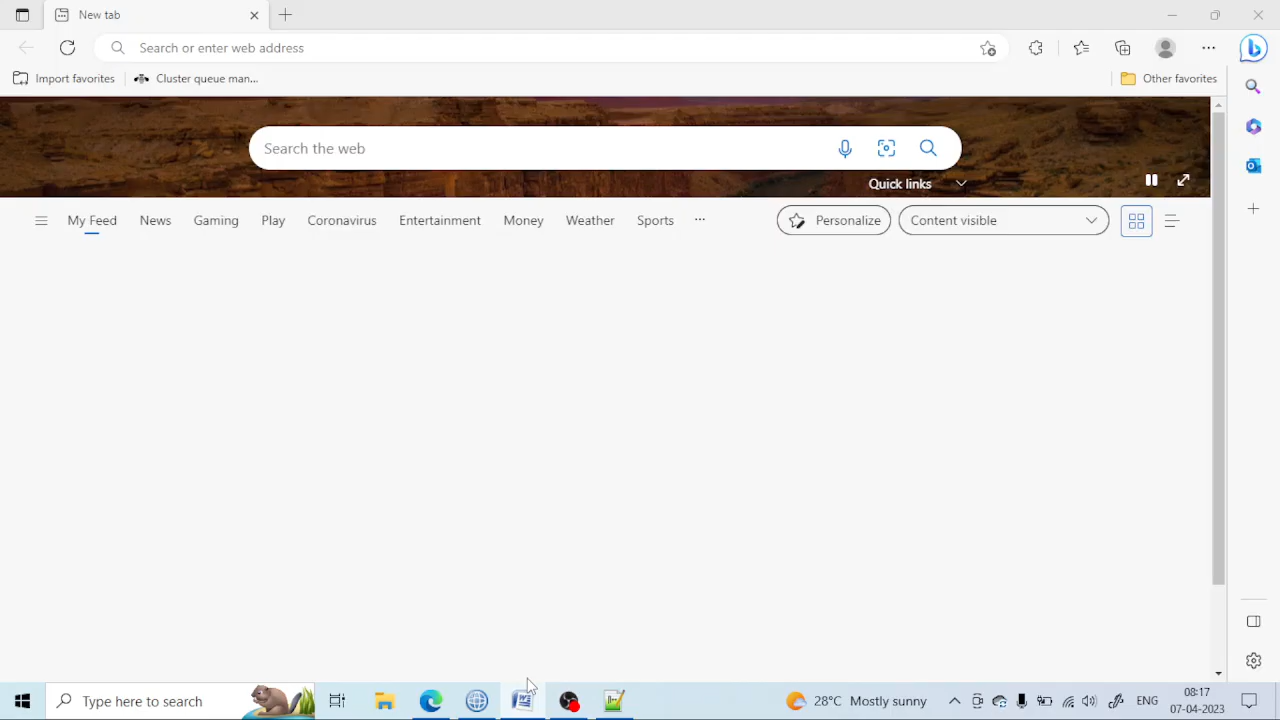 New tab
Search or enter web address
Import favorites
Cluster queue man...
Other favorites
Search the web
Quick links
My Feed News Gaming Play Coronavirus Entertainment Money Weather Sports ... Personalize Content visible
Type here to search
28°C Mostly sunny
ENG
08:17
07-04-2023